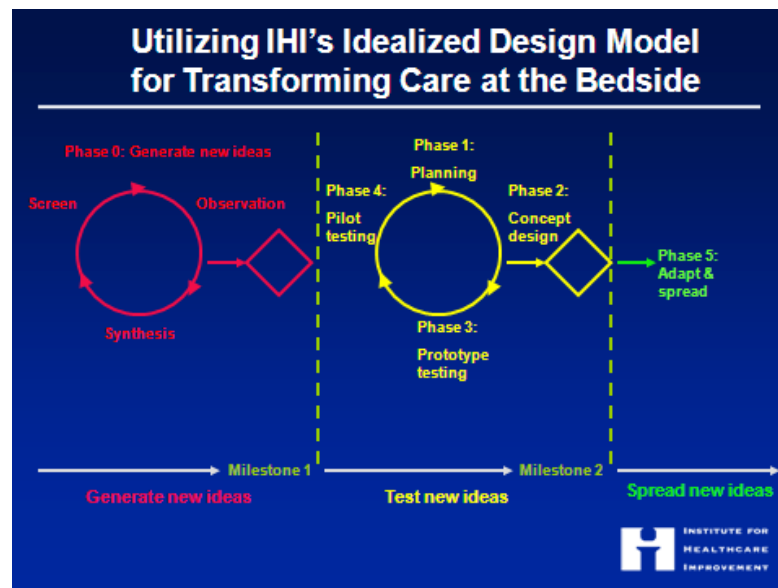 Utilizing IHI's Idealized Design Model
for Transforming Care at the Bedside
Phase 0: Generate new ideas
Screen
Observation
Synthesis
Phase 1:
Planning
Phase 4:
Pilot
testing
Phase 2:
Concept
design
Phase 3:
Prototype
testing
Phase 5:
Adapt &
spread
Milestone 1
Milestone 2
Generate new ideas
Test new ideas
Spread new ideas
INSTITUTE FOR
HEALTHCARE
IMPROVEMENT